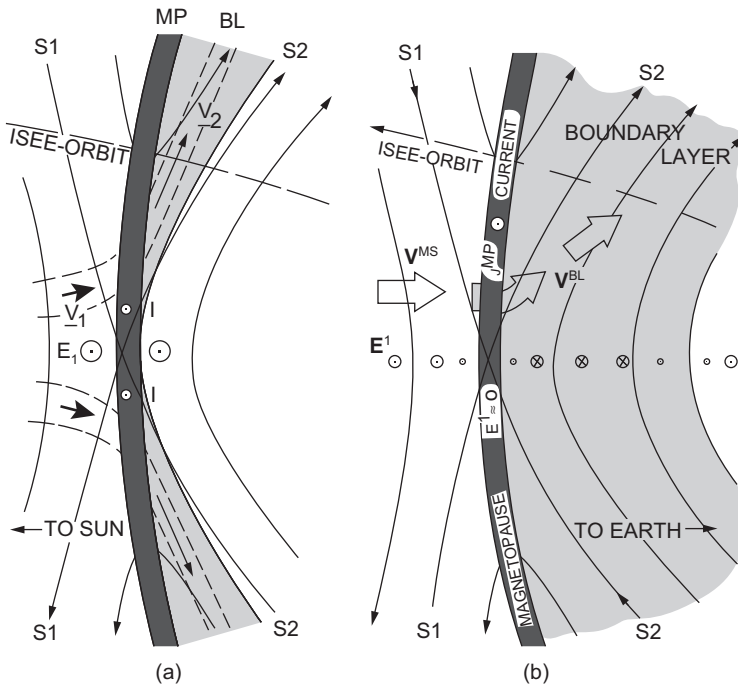 MP BL
S1
S2
V2
ISEE-ORBIT
V1
E1
I
I
TO SUN
S1
S2
(a)
S1
S2
BOUNDARY
LAYER
ISEE-ORBIT
CURRENT
JMP
VMS
VBL
E1
E1 ≈ O
MAGNETOPAUSE
TO EARTH
S1
S2
(b)